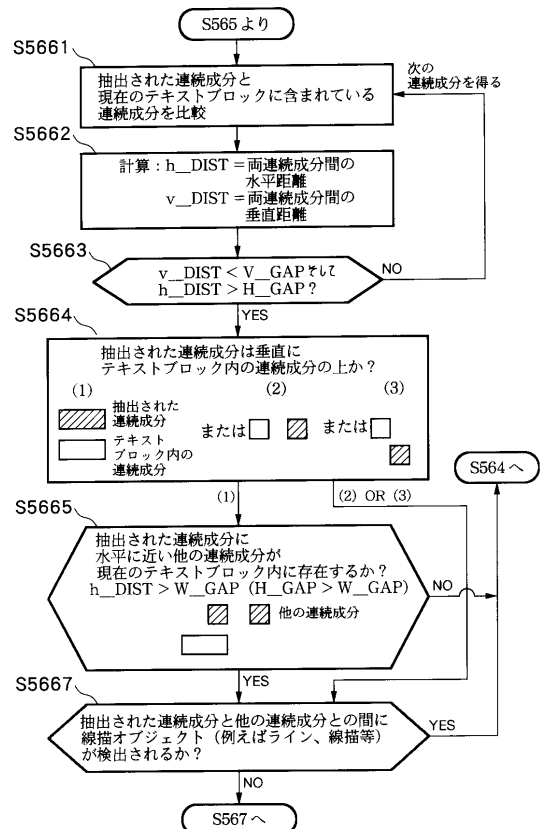 S565より
S5661
抽出された連続成分と
現在のテキストブロックに含まれている
連続成分を比較
次の
連続成分を得る
S5662
計算：h__DIST＝両連続成分間の
水平距離
v__DIST＝両連続成分間の
垂直距離
S5663
v__DIST＜V__GAPそして
h__DIST＞H__GAP？
NO
YES
S5664
抽出された連続成分は垂直に
テキストブロック内の連続成分の上か？
(1)
(2)
(3)
抽出された
連続成分
または
または
テキスト
ブロック内の
連続成分
S564へ
(1)
(2) OR (3)
S5665
抽出された連続成分に
水平に近い他の連続成分が
現在のテキストブロック内に存在するか？
h__DIST＞W__GAP (H__GAP＞W__GAP)
NO
他の連続成分
YES
S5667
抽出された連続成分と他の連続成分との間に
線描オブジェクト（例えばライン、線描等）
が検出されるか？
YES
NO
S567へ